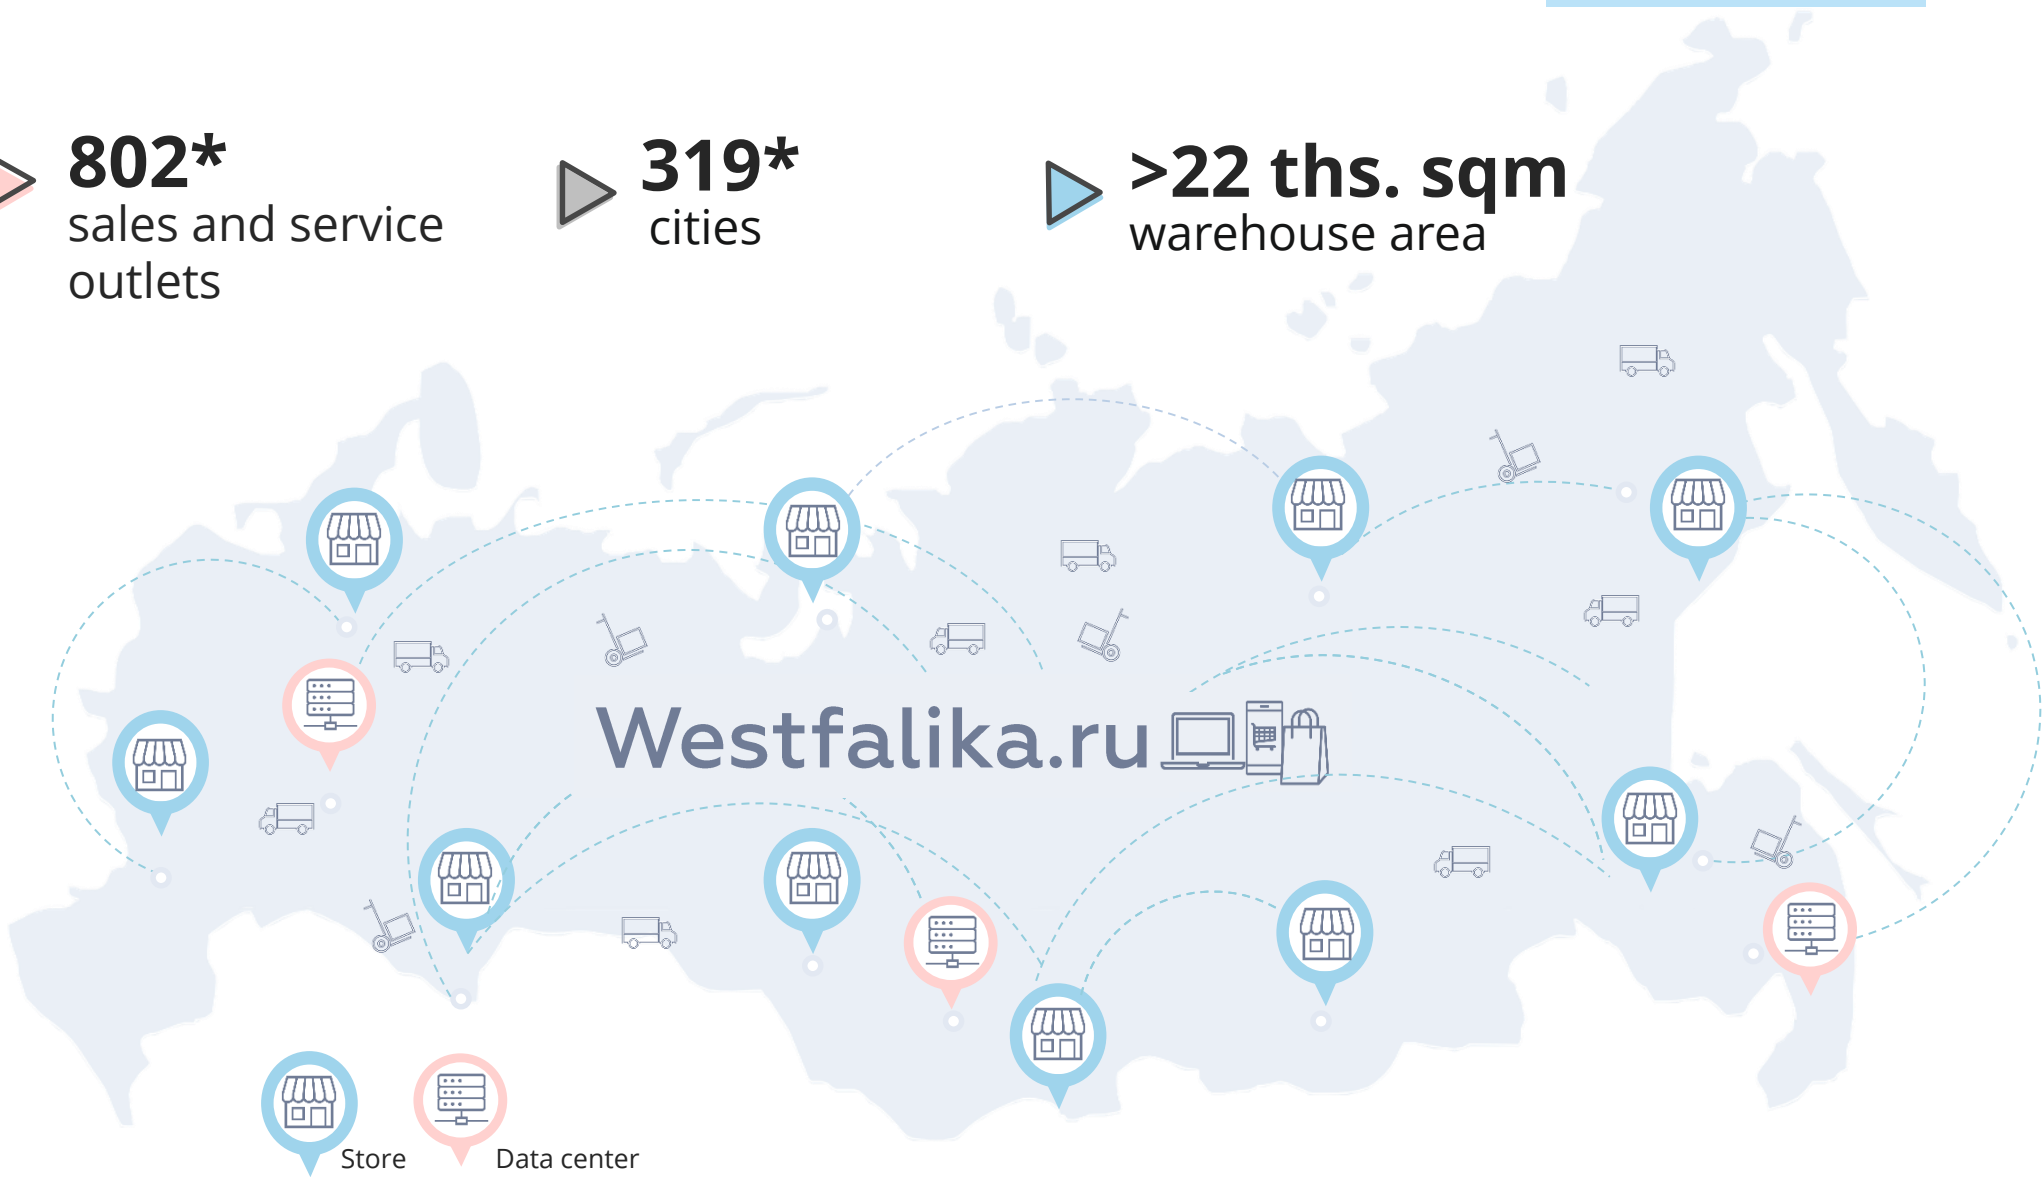 802*
sales and service
outlets
319*
cities
>22 ths. sqm
warehouse area
Westfalika.ru
Store
Data center